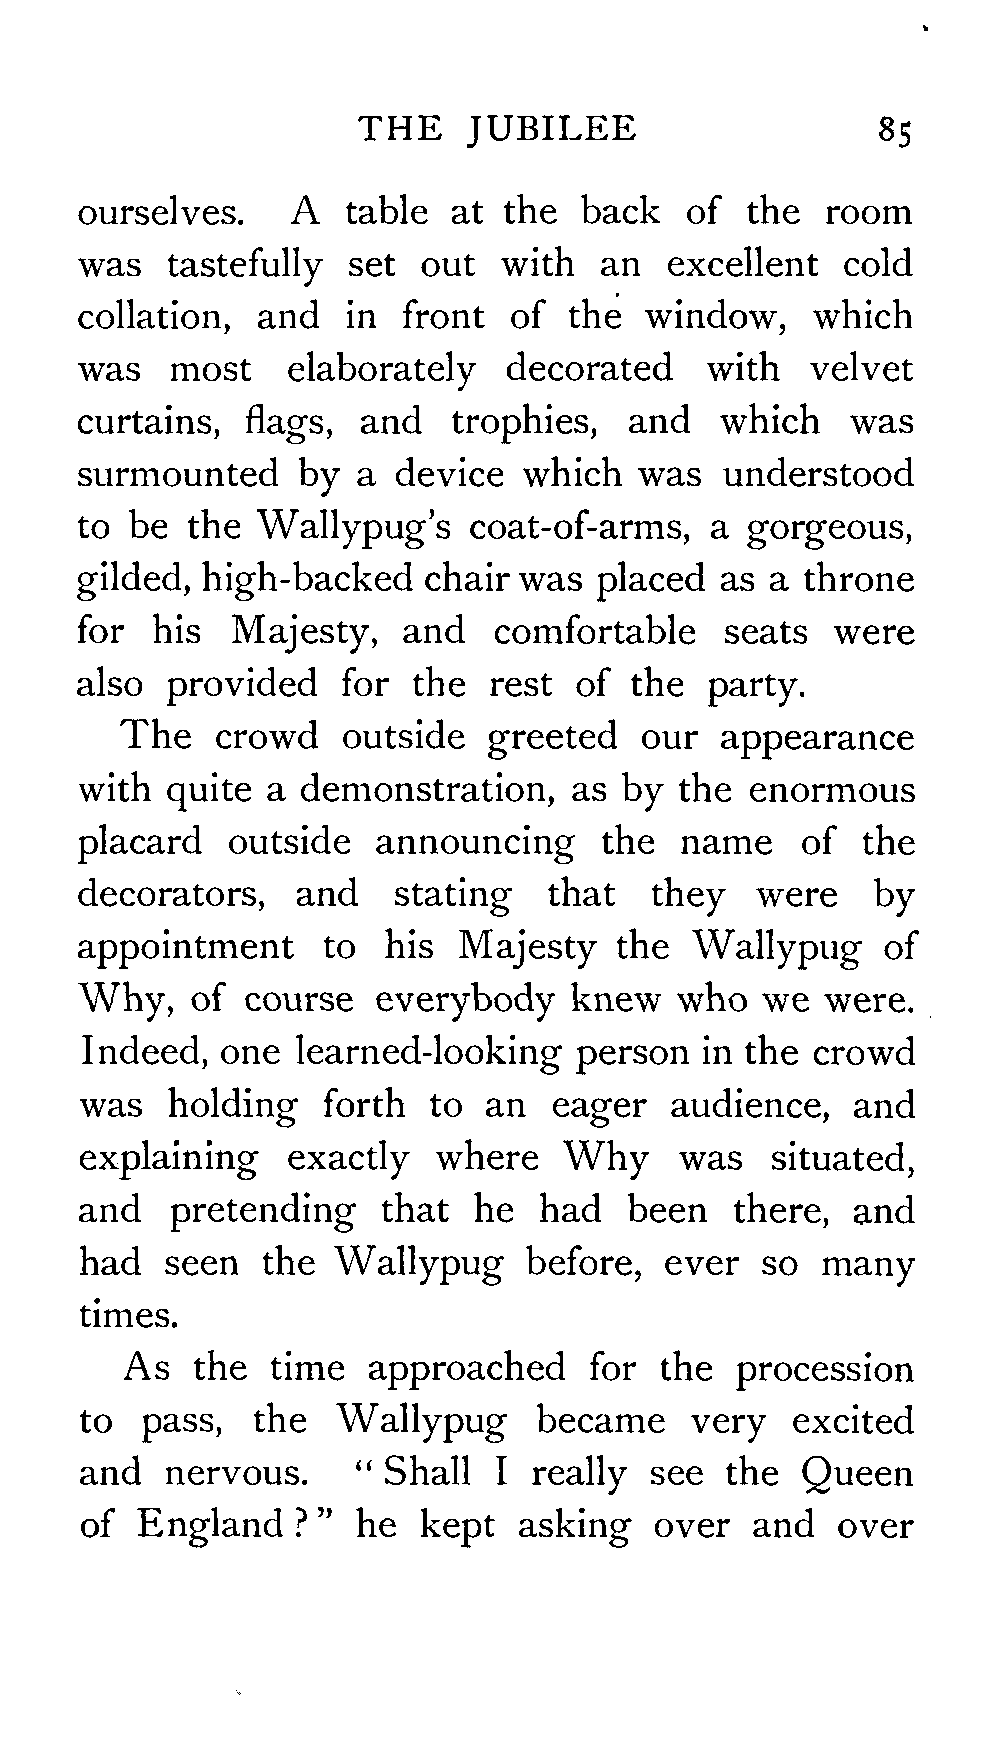 THE JUBILEE 85
ourselves. A table at the back of the room
was tastefully set out with an excellent cold
collation, and in front of the window, which
was most elaborately decorated with velvet
curtains, flags, and trophies, and which was
surmounted by a device which was understood
to be the Wallypug's coat-of-arms, a gorgeous,
gilded, high-backed chair was placed as a throne
for his Majesty, and comfortable seats were
also provided for the rest of the party.
The crowd outside greeted our appearance
with quite a demonstration, as by the enormous
placard outside announcing the name of the
decorators, and stating that they were by
appointment to his Majesty the Wallypug of
Why, of course everybody knew who we were.
Indeed, one learned-looking person in the crowd
was holding forth to an eager audience, and
explaining exactly where Why was situated,
and pretending that he had been there, and
had seen the Wallypug before, ever so many
times.
As the time approached for the procession
to pass, the Wallypug became very excited
and nervous. "Shall I really see the Queen
of England?" he kept asking over and over